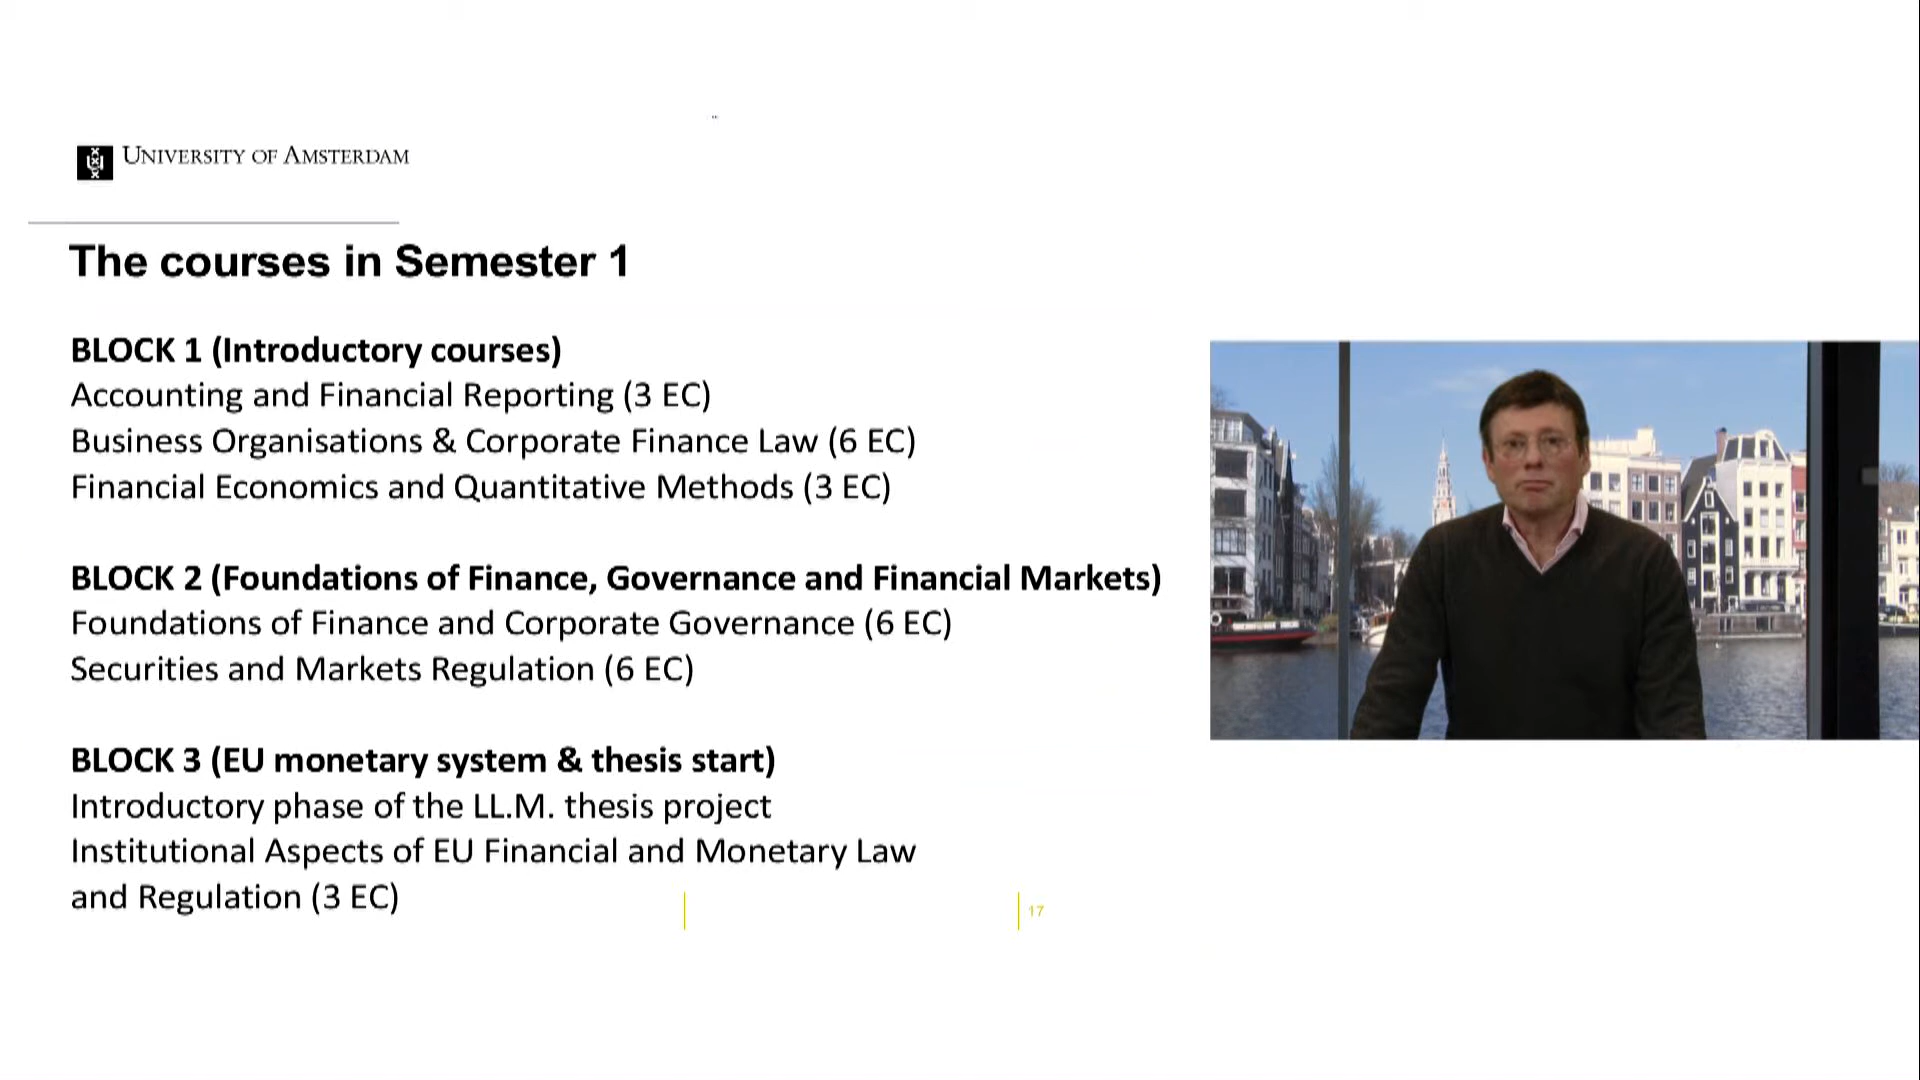 UNIVERSITY OF AMSTERDAM
The courses in Semester 1
BLOCK 1 (Introductory courses)
Accounting and Financial Reporting (3 EC)
Business Organisations & Corporate Finance Law (6 EC)
Financial Economics and Quantitative Methods (3 EC)
BLOCK 2 (Foundations of Finance, Governance and Financial Markets)
Foundations of Finance and Corporate Governance (6 EC)
Securities and Markets Regulation (6 EC)
BLOCK 3 (EU monetary system & thesis start)
Introductory phase of the LL.M. thesis project
Institutional Aspects of EU Financial and Monetary Law
and Regulation (3 EC)
17